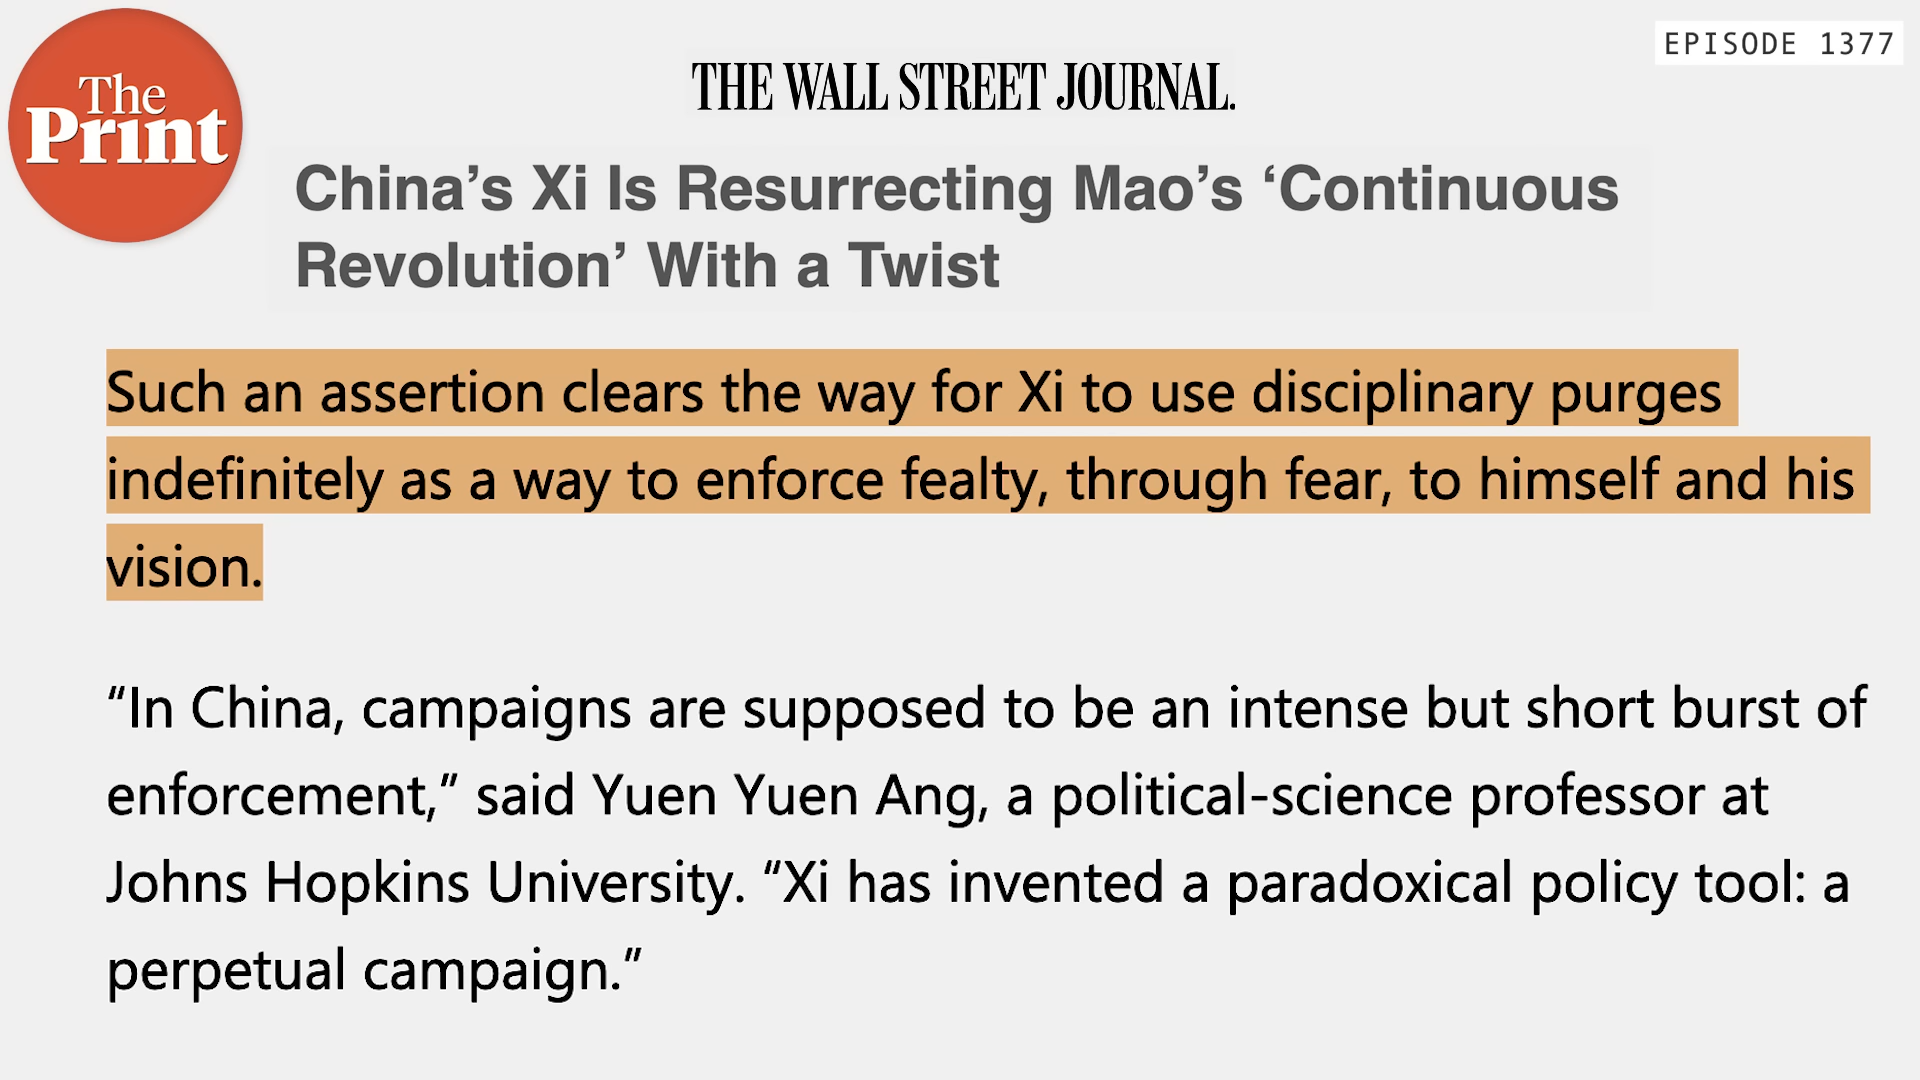 The
Print
EPISODE 1377
THE WALL STREET JOURNAL.
China’s Xi Is Resurrecting Mao’s ‘Continuous
Revolution’ With a Twist
Such an assertion clears the way for Xi to use disciplinary purges
indefinitely as a way to enforce fealty, through fear, to himself and his
vision.
“In China, campaigns are supposed to be an intense but short burst of
enforcement,” said Yuen Yuen Ang, a political-science professor at
Johns Hopkins University. “Xi has invented a paradoxical policy tool: a
perpetual campaign.”